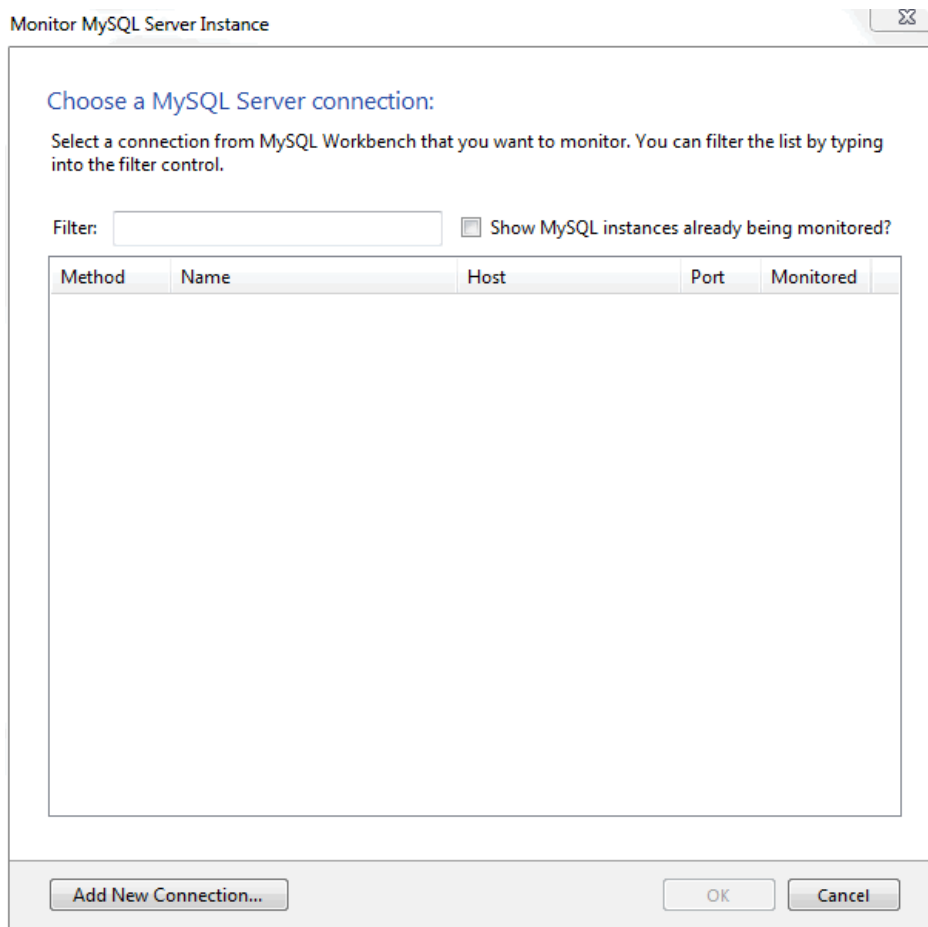 Monitor MySQL Server Instance
Choose a MySQL Server connection:
Select a connection from MySQL Workbench that you want to monitor. You can filter the list by typing
into the filter control.
Filter: Show MySQL instances already being monitored?
Method Name Host Port Monitored
Add New Connection... OK Cancel